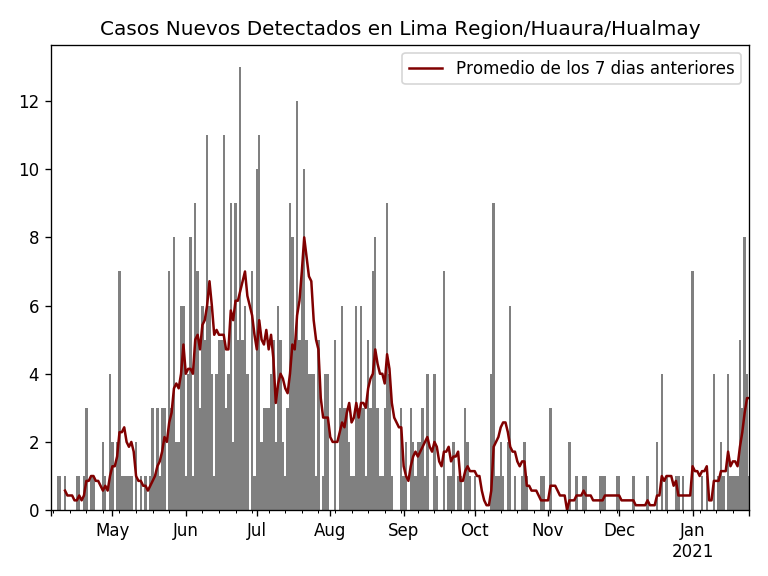 Casos Nuevos Detectados en Lima Region/Huaura/Hualmay
Promedio de los 7 dias anteriores
12
10
8
6
4
2
0
May Jun Jul Aug Sep Oct Nov Dec Jan
2021